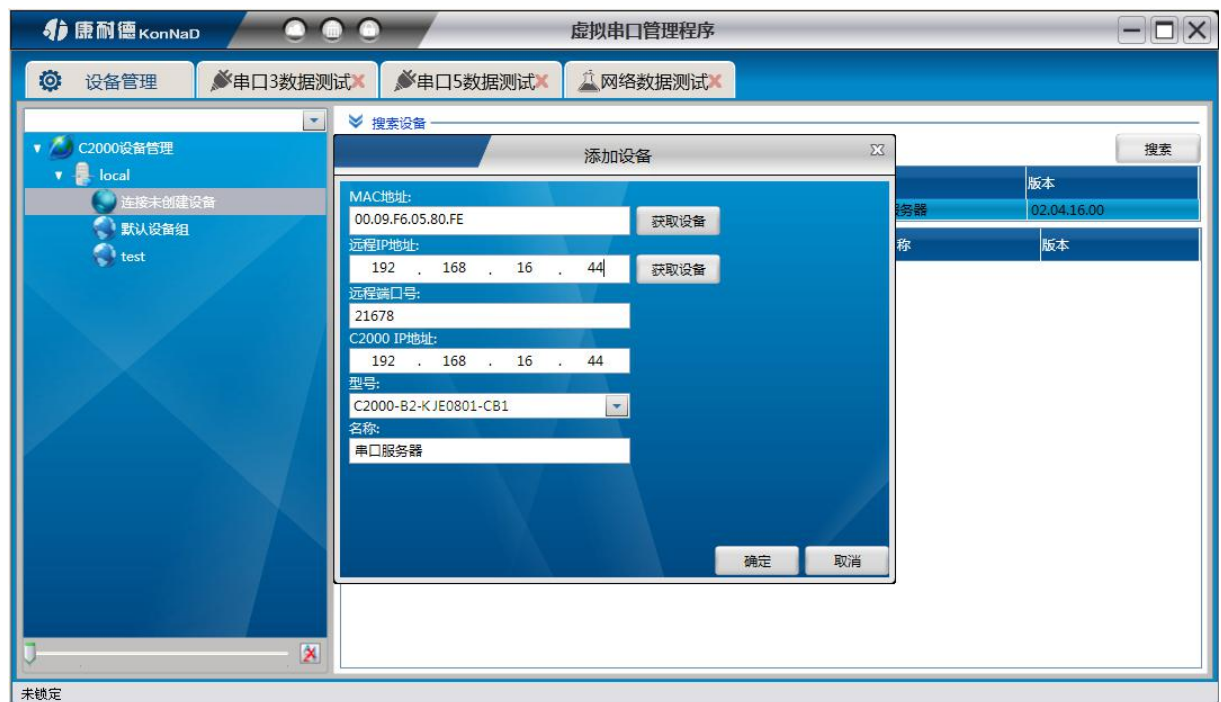 康耐德 KonNaD
虚拟串口管理程序
设备管理
串口3数据测试
串口5数据测试
网络数据测试
搜索设备
C2000设备管理
local
连接未创建设备
默认设备组
test
搜索
版本
务器
02.04.16.00
称
版本
添加设备
MAC地址:
00.09.F6.05.80.FE
获取设备
远程IP地址:
192 . 168 . 16 . 44
获取设备
远程端口号:
21678
C2000 IP地址:
192 . 168 . 16 . 44
型号:
C2000-B2-KJE0801-CB1
名称:
串口服务器
确定
取消
未锁定